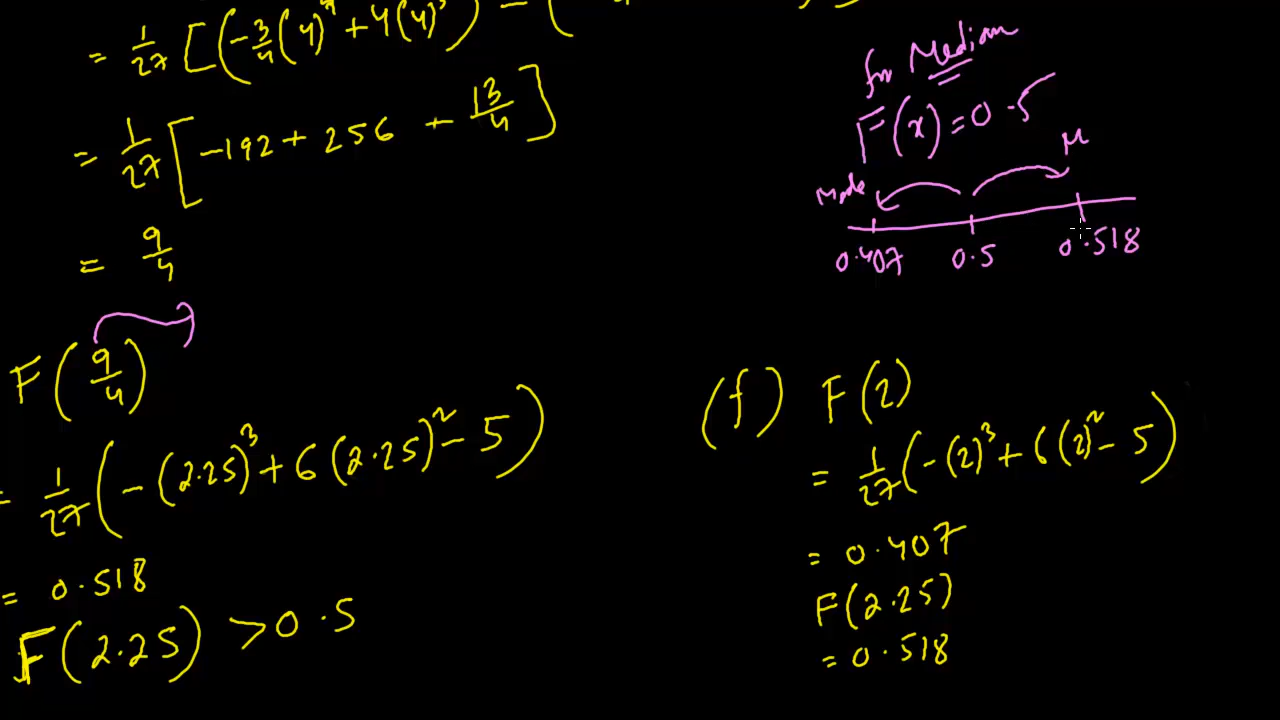 = 1/27 [(-3/4 (4)^4 + 4(4)^3) - (
= 1/27 [-192 + 256 + 13/4]
= 9/4
F(9/4)
= 1/27 (-(2.25)^3 + 6(2.25)^2 - 5)
= 0.518
F(2.25) > 0.5
for Median
F(x) = 0.5
Mode μ
0.407 0.5 0.518
(f) F(2)
= 1/27 (-(2)^3 + 6(2)^2 - 5)
= 0.407
F(2.25)
= 0.518